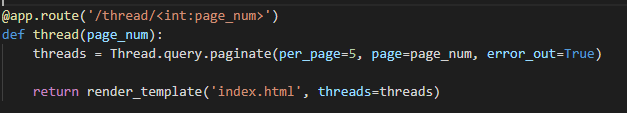 @app.route('/thread/<int:page_num>')
def thread(page_num):
    threads = Thread.query.paginate(per_page=5, page=page_num, error_out=True)

    return render_template('index.html', threads=threads)